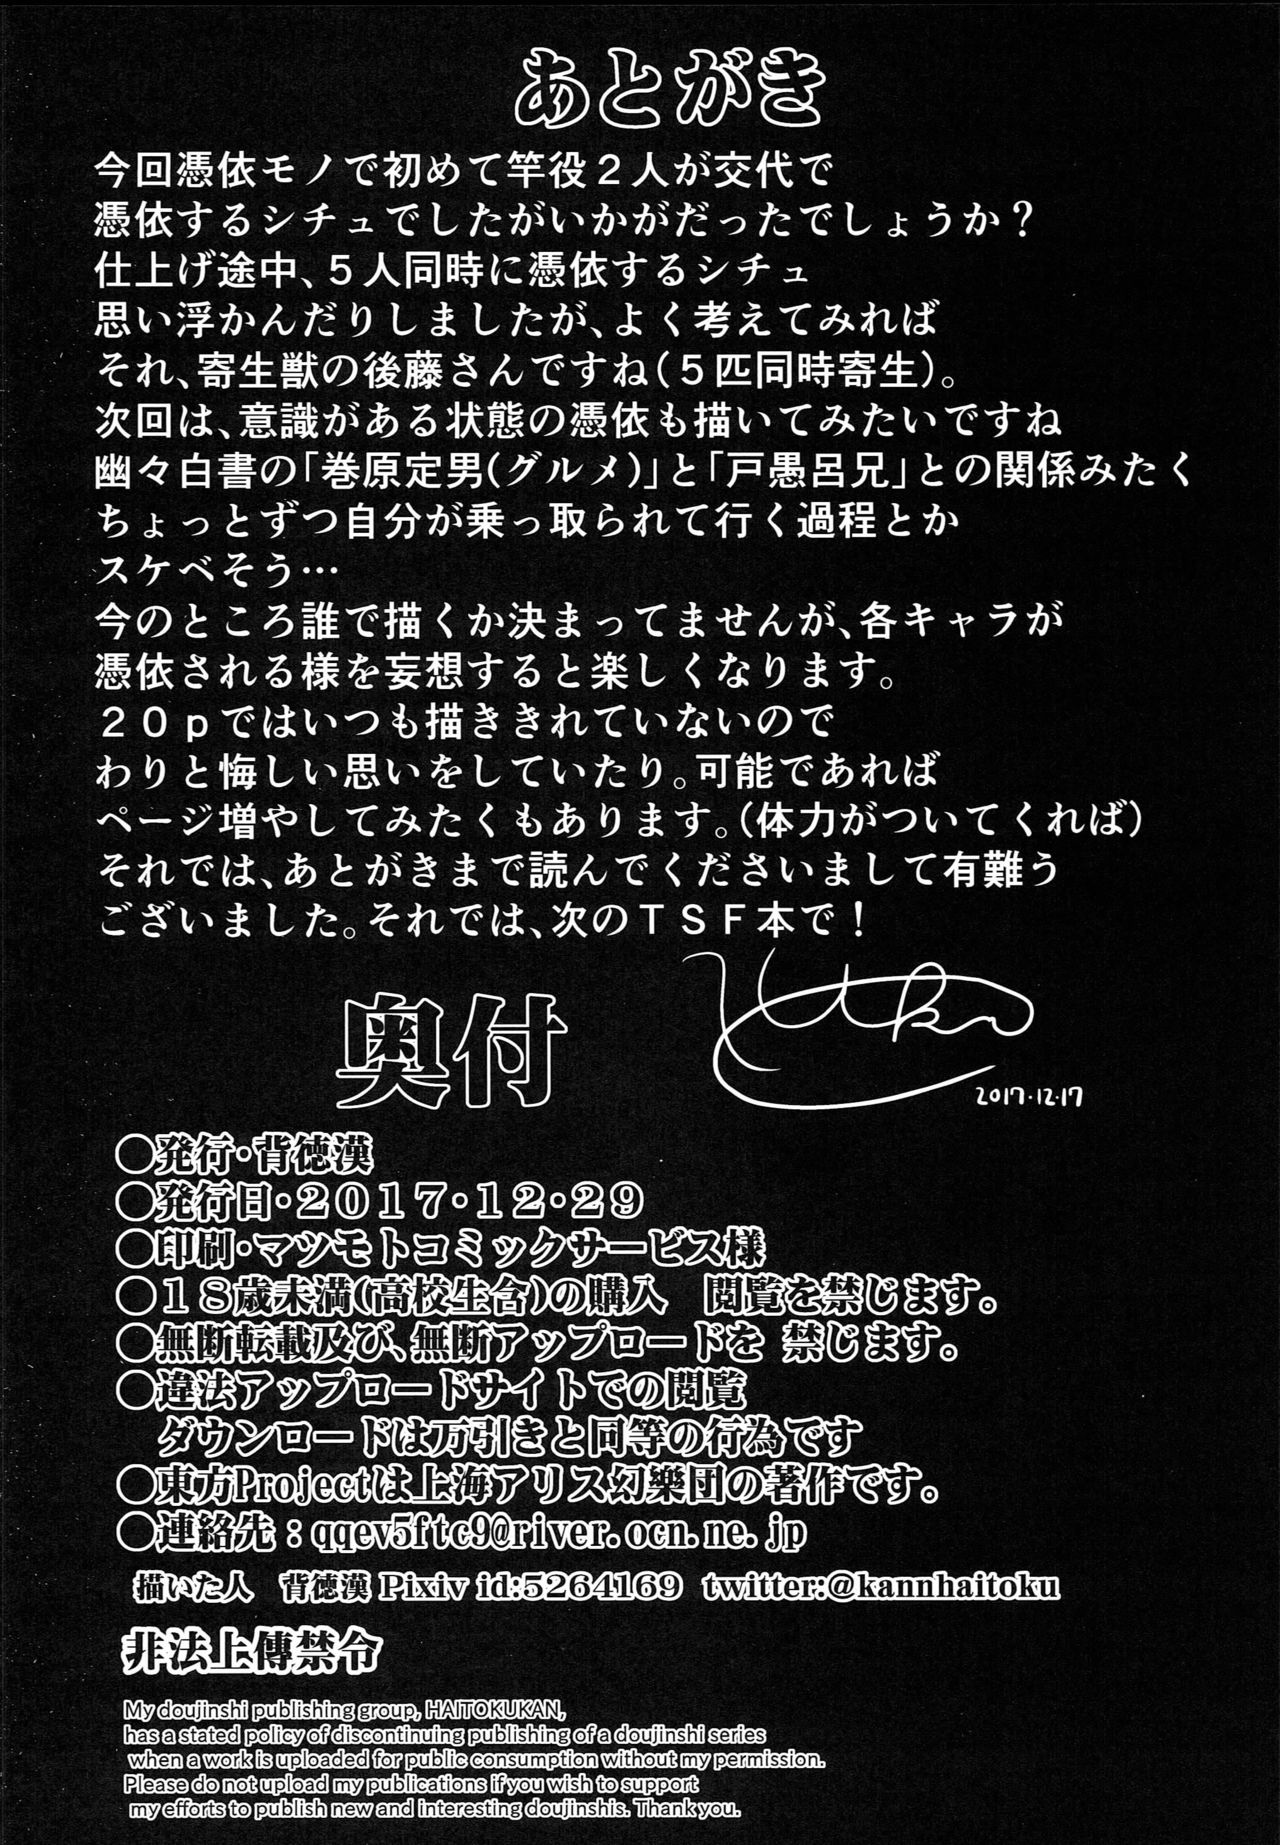 あとがき
今回憑依モノで初めて竿役２人が交代で
憑依するシチュでしたがいかがだったでしょうか？
仕上げ途中、５人同時に憑依するシチュ
思い浮かんだりしましたが、よく考えてみれば
それ、寄生獣の後藤さんですね（５匹同時寄生）。
次回は、意識がある状態の憑依も描いてみたいですね
幽々白書の「巻原定男(グルメ)」と「戸愚呂兄」との関係みたく
ちょっとずつ自分が乗っ取られて行く過程とか
スケベそう…
今のところ誰で描くか決まってませんが、各キャラが
憑依される様を妄想すると楽しくなります。
２０ｐではいつも描ききれていないので
わりと悔しい思いをしていたり。可能であれば
ページ増やしてみたくもあります。（体力がついてくれば）
それでは、あとがきまで読んでくださいまして有難う
ございました。それでは、次のＴＳＦ本で！
2017.12.17
奥付
○発行・背徳漢
○発行日・２０１７・１２・２９
○印刷・マツモトコミックサービス様
○１８歳未満(高校生含)の購入　閲覧を禁じます。
○無断転載及び、無断アップロードを 禁じます。
○違法アップロードサイトでの閲覧
ダウンロードは万引きと同等の行為です
○東方Projectは上海アリス幻樂団の著作です。
○連絡先：qqev5ftc9@river.ocn.ne.jp
描いた人　背徳漢 Pixiv id:5264169 twitter:@kannhaitoku
非法上傳禁令
My doujinshi publishing group, HAITOKUKAN,
has a stated policy of discontinuing publishing of a doujinshi series
when a work is uploaded for public consumption without my permission.
Please do not upload my publications if you wish to support
my efforts to publish new and interesting doujinshis. Thank you.